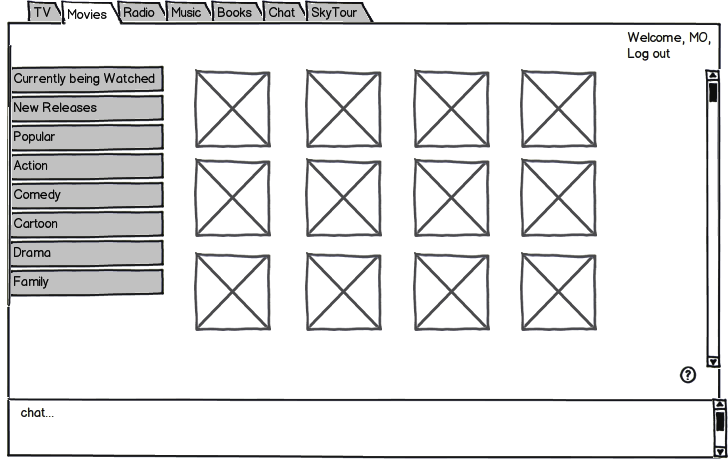 TV Movies Radio Music Books Chat SkyTour
Welcome, MO,
Log out
Currently being Watched
New Releases
Popular
Action
Comedy
Cartoon
Drama
Family
?
chat...